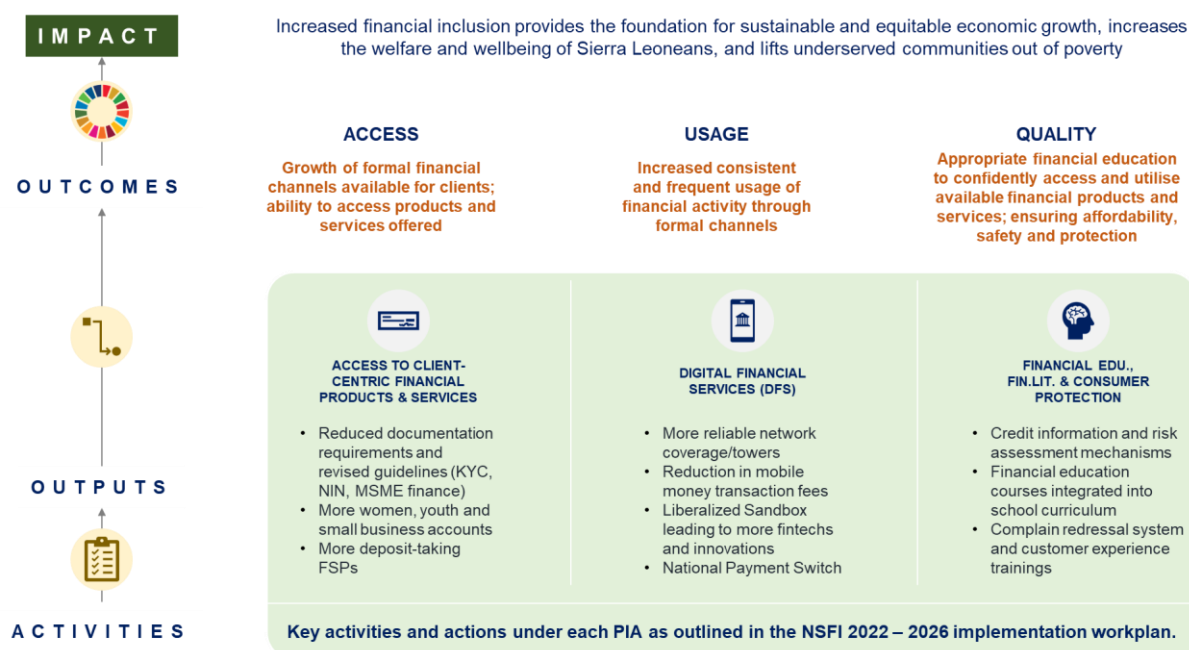 IMPACT
Increased financial inclusion provides the foundation for sustainable and equitable economic growth, increases
the welfare and wellbeing of Sierra Leoneans, and lifts underserved communities out of poverty
OUTCOMES
ACCESS
Growth of formal financial
channels available for clients;
ability to access products and
services offered
USAGE
Increased consistent
and frequent usage of
financial activity through
formal channels
QUALITY
Appropriate financial education
to confidently access and utilise
available financial products and
services; ensuring affordability,
safety and protection
OUTPUTS
ACCESS TO CLIENT-
CENTRIC FINANCIAL
PRODUCTS & SERVICES
• Reduced documentation
requirements and
revised guidelines (KYC,
NIN, MSME finance)
• More women, youth and
small business accounts
• More deposit-taking
FSPs
DIGITAL FINANCIAL
SERVICES (DFS)
• More reliable network
coverage/towers
• Reduction in mobile
money transaction fees
• Liberalized Sandbox
leading to more fintechs
and innovations
• National Payment Switch
FINANCIAL EDU.,
FIN.LIT. & CONSUMER
PROTECTION
• Credit information and risk
assessment mechanisms
• Financial education
courses integrated into
school curriculum
• Complain redressal system
and customer experience
trainings
ACTIVITIES
Key activities and actions under each PIA as outlined in the NSFI 2022 – 2026 implementation workplan.